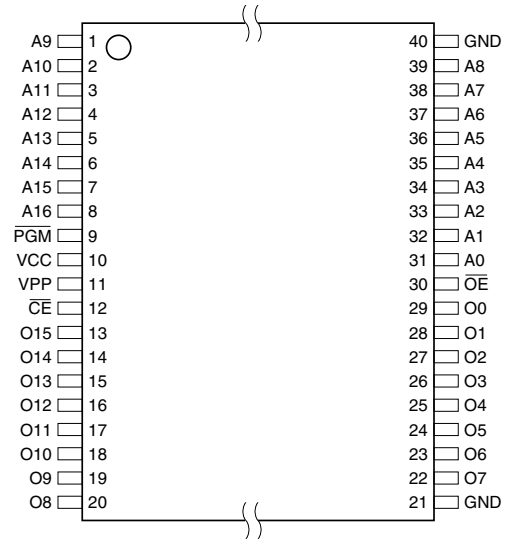 A9 1 40 GND
A10 2 39 A8
A11 3 38 A7
A12 4 37 A6
A13 5 36 A5
A14 6 35 A4
A15 7 34 A3
A16 8 33 A2
P̅G̅M̅ 9 32 A1
VCC 10 31 A0
VPP 11 30 O̅E̅
C̅E̅ 12 29 O0
O15 13 28 O1
O14 14 27 O2
O13 15 26 O3
O12 16 25 O4
O11 17 24 O5
O10 18 23 O6
O9 19 22 O7
O8 20 21 GND